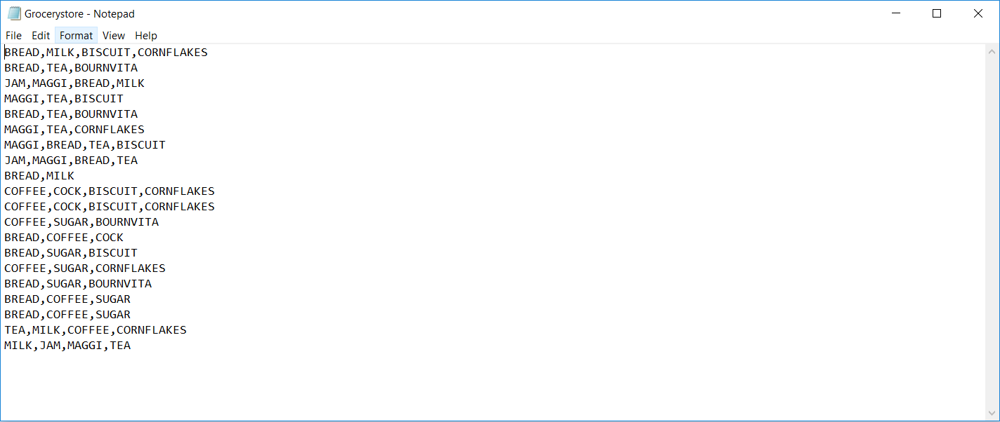 Grocerystore - Notepad
File Edit Format View Help
BREAD,MILK,BISCUIT,CORNFLAKES
BREAD,TEA,BOURNVITA
JAM,MAGGI,BREAD,MILK
MAGGI,TEA,BISCUIT
BREAD,TEA,BOURNVITA
MAGGI,TEA,CORNFLAKES
MAGGI,BREAD,TEA,BISCUIT
JAM,MAGGI,BREAD,TEA
BREAD,MILK
COFFEE,COCK,BISCUIT,CORNFLAKES
COFFEE,COCK,BISCUIT,CORNFLAKES
COFFEE,SUGAR,BOURNVITA
BREAD,COFFEE,COCK
BREAD,SUGAR,BISCUIT
COFFEE,SUGAR,CORNFLAKES
BREAD,SUGAR,BOURNVITA
BREAD,COFFEE,SUGAR
BREAD,COFFEE,SUGAR
TEA,MILK,COFFEE,CORNFLAKES
MILK,JAM,MAGGI,TEA